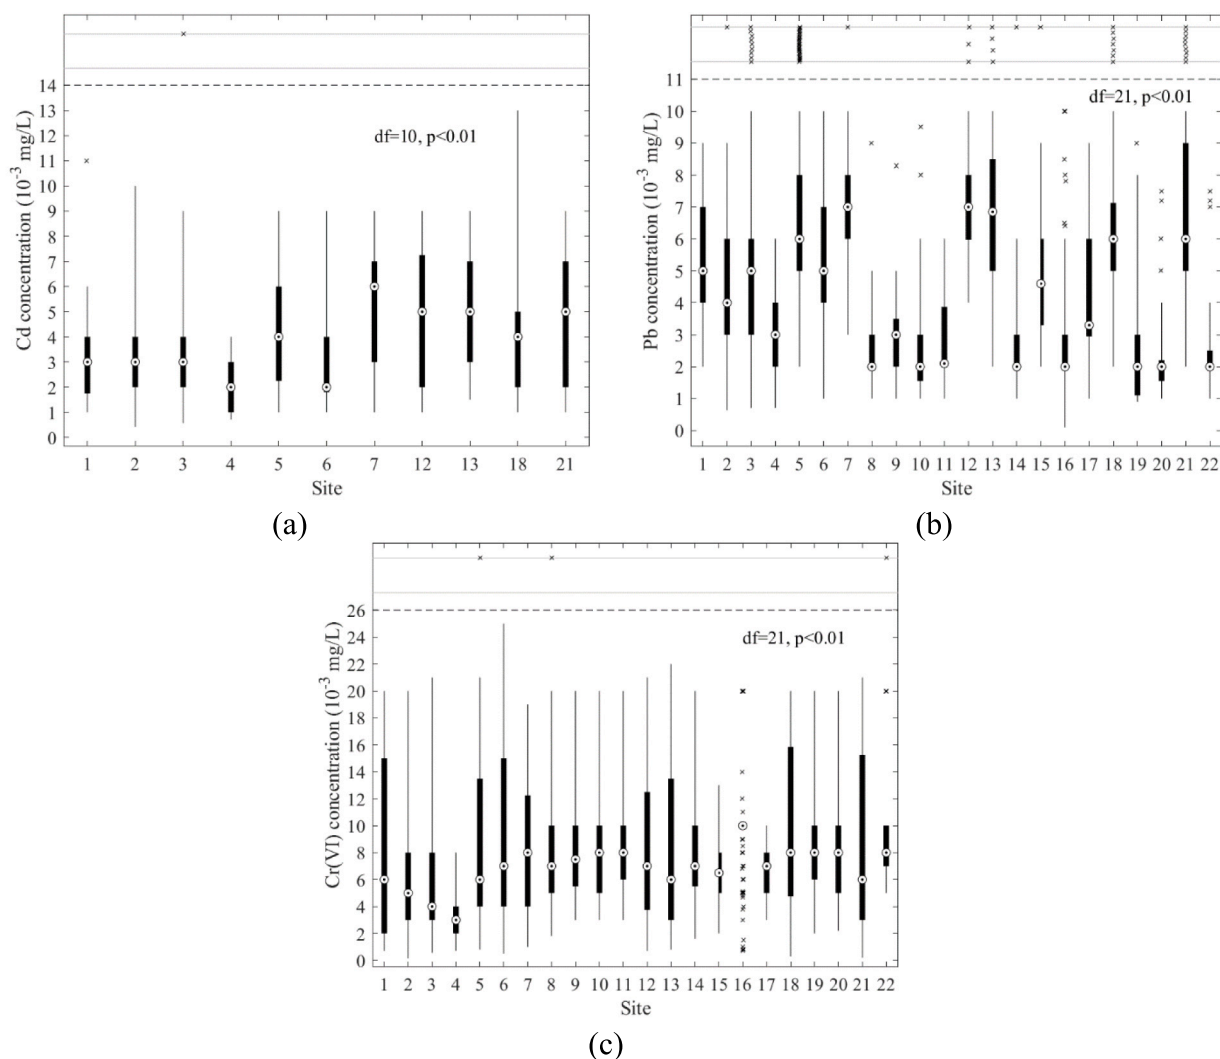 14
13
12
11
10
9
8
7
6
5
4
3
2
1
0
Cd concentration (10-3 mg/L)
df=10, p<0.01
1 2 3 4 5 6 7 12 13 18 21
Site
(a)
11
10
9
8
7
6
5
4
3
2
1
0
Pb concentration (10-3 mg/L)
df=21, p<0.01
1 2 3 4 5 6 7 8 9 10 11 12 13 14 15 16 17 18 19 20 21 22
Site
(b)
26
24
22
20
18
16
14
12
10
8
6
4
2
0
Cr(VI) concentration (10-3 mg/L)
df=21, p<0.01
1 2 3 4 5 6 7 8 9 10 11 12 13 14 15 16 17 18 19 20 21 22
Site
(c)